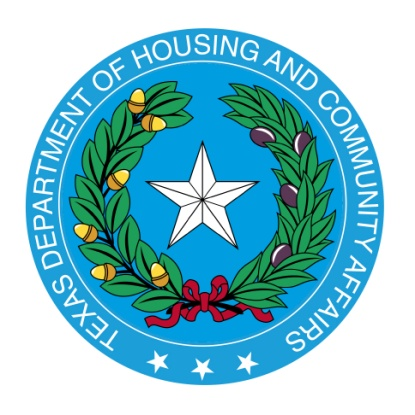 TEXAS DEPARTMENT OF HOUSING AND COMMUNITY AFFAIRS